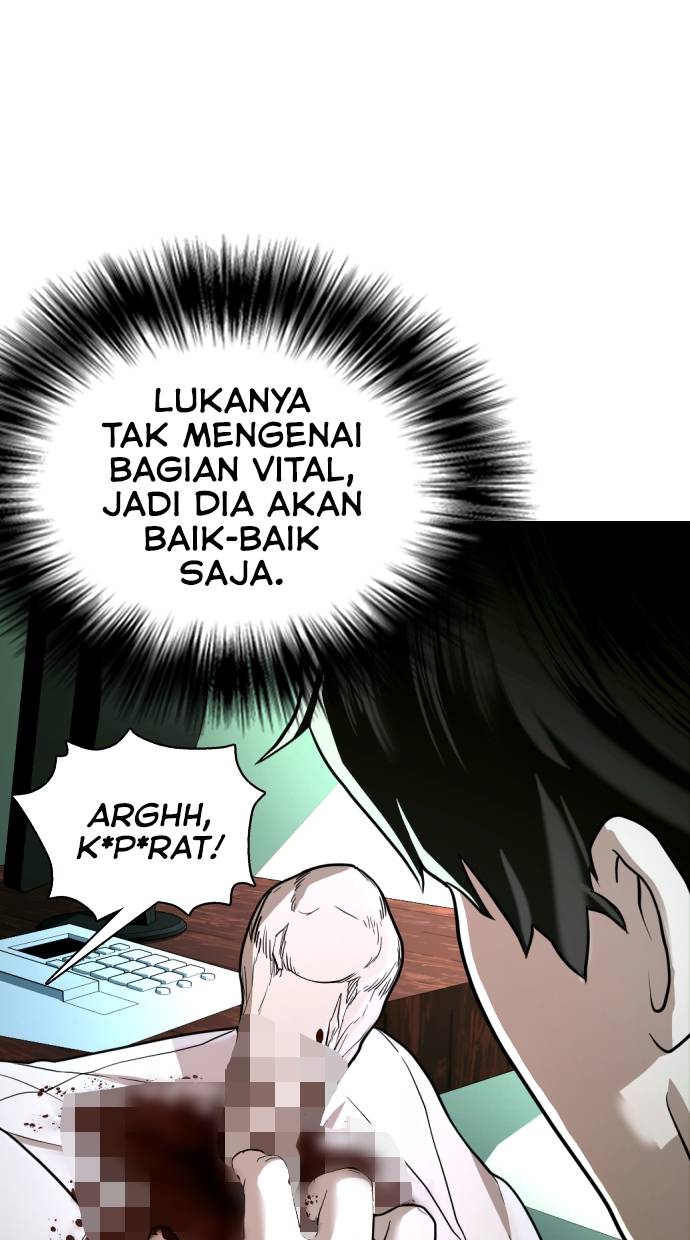 LUKANYA
TAK MENGENAI
BAGIAN VITAL,
JADI DIA AKAN
BAIK-BAIK
SAJA.
ARGHH,
K*P*RAT!